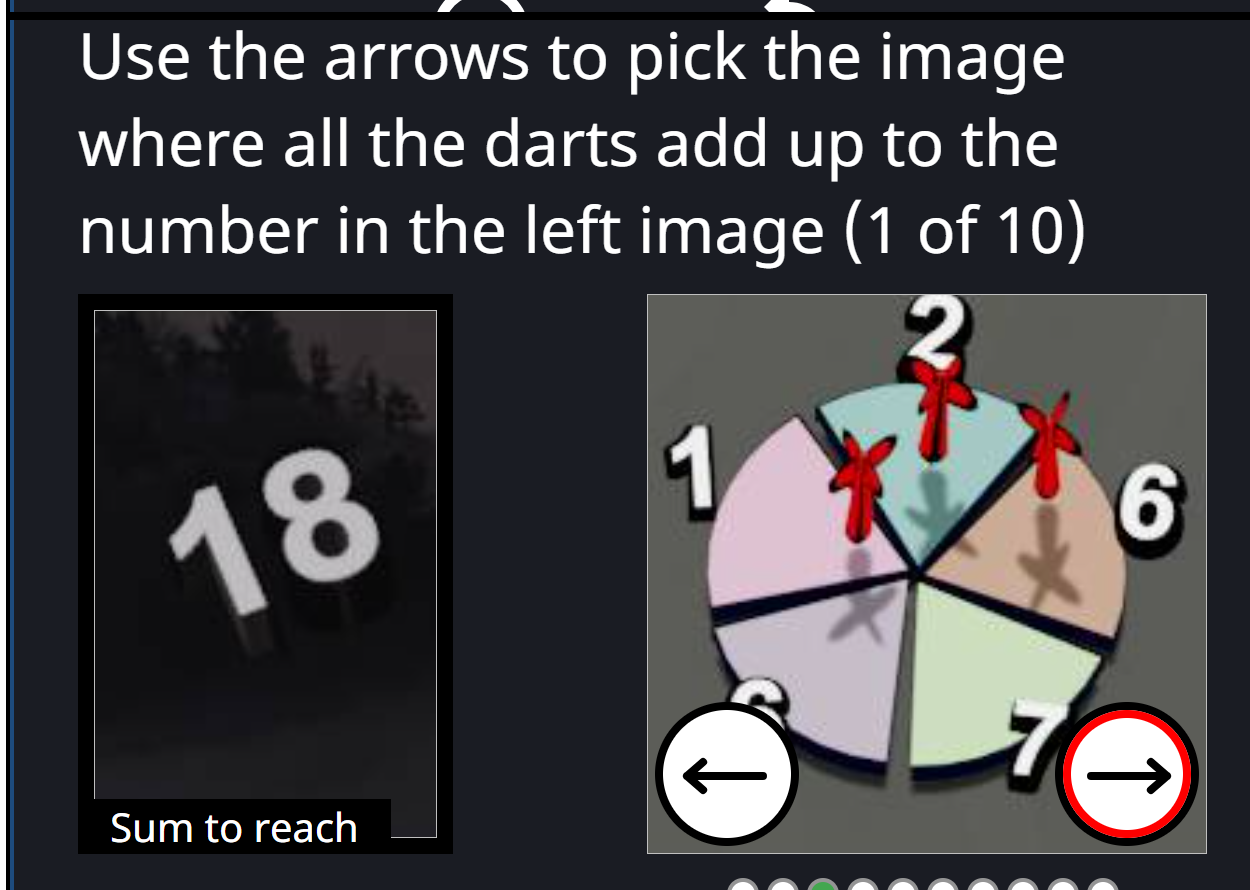 Use the arrows to pick the image
where all the darts add up to the
number in the left image (1 of 10)
18
Sum to reach
2
1
6
6
7